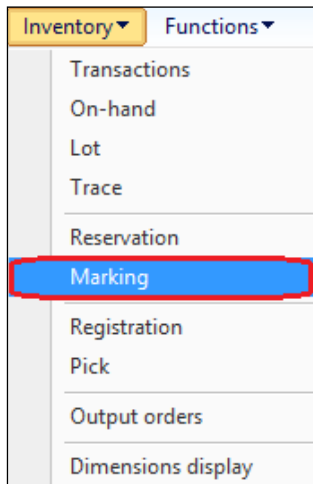 Inventory▼ Functions▼
Transactions
On-hand
Lot
Trace
Reservation
Marking
Registration
Pick
Output orders
Dimensions display